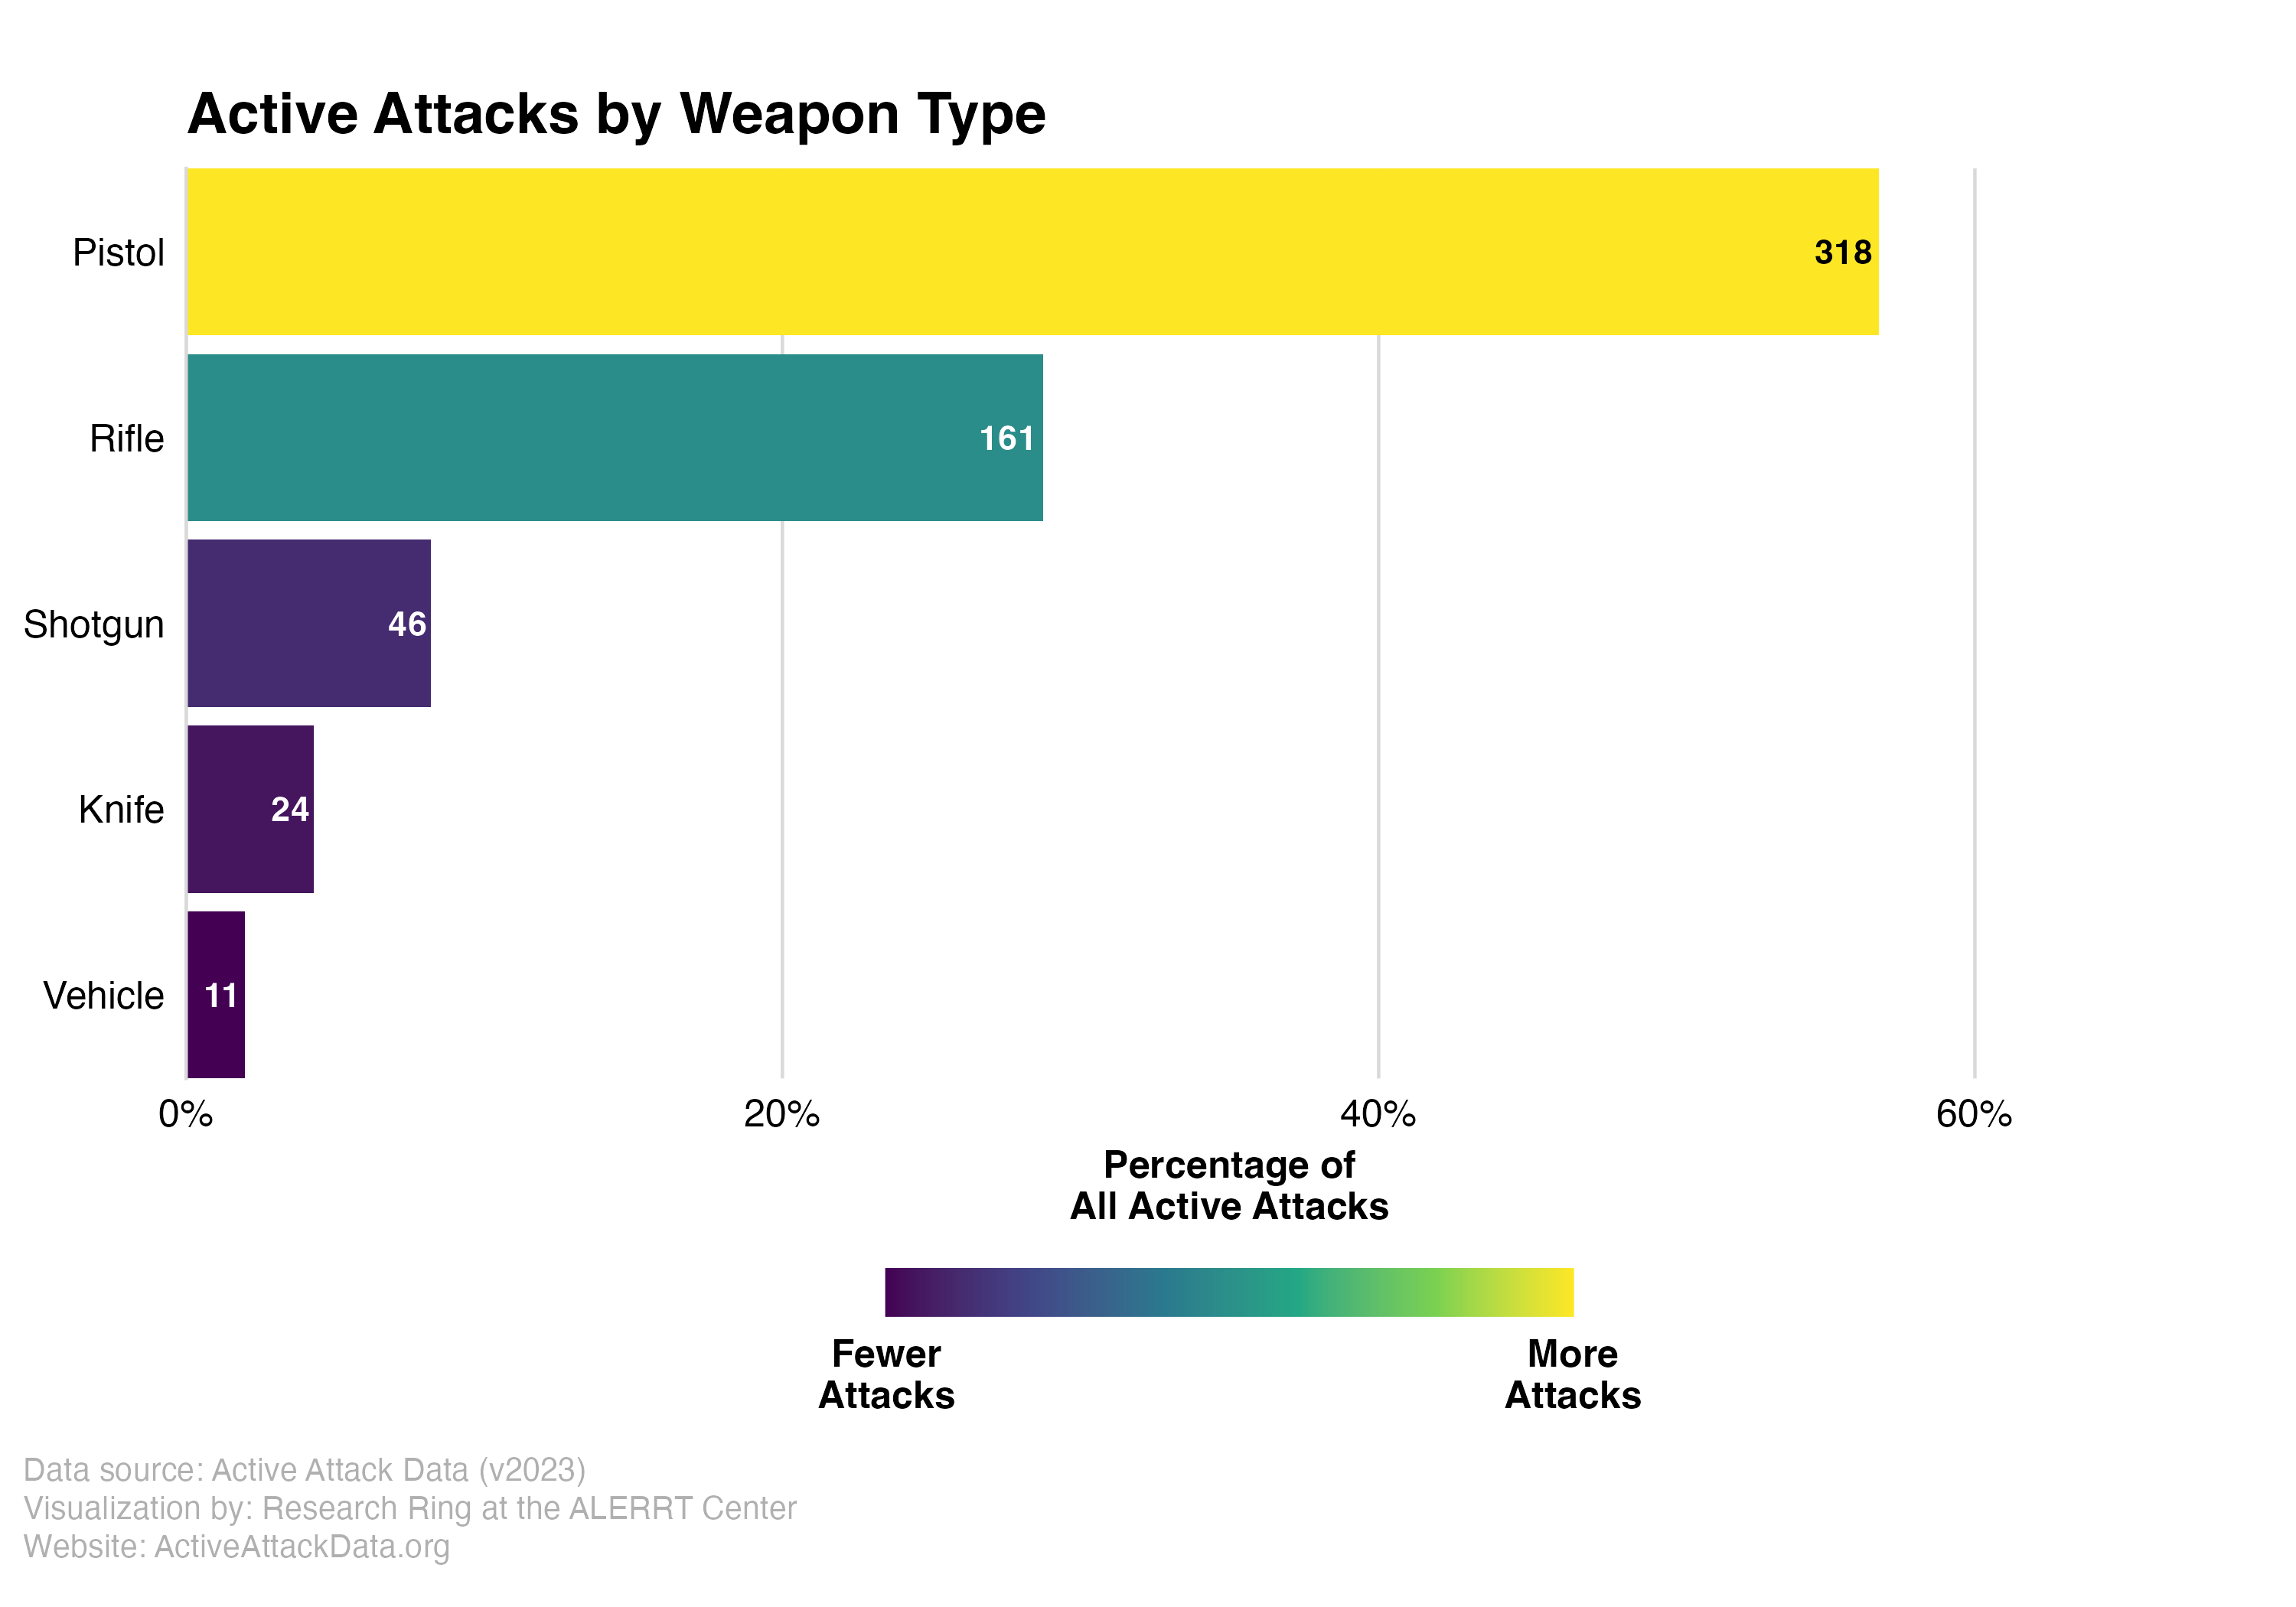 Active Attacks by Weapon Type
Pistol
318
Rifle
161
Shotgun
46
Knife
24
Vehicle
11
0%
20%
40%
60%
Percentage of
All Active Attacks
Fewer
Attacks
More
Attacks
Data source: Active Attack Data (v2023)
Visualization by: Research Ring at the ALERRT Center
Website: ActiveAttackData.org